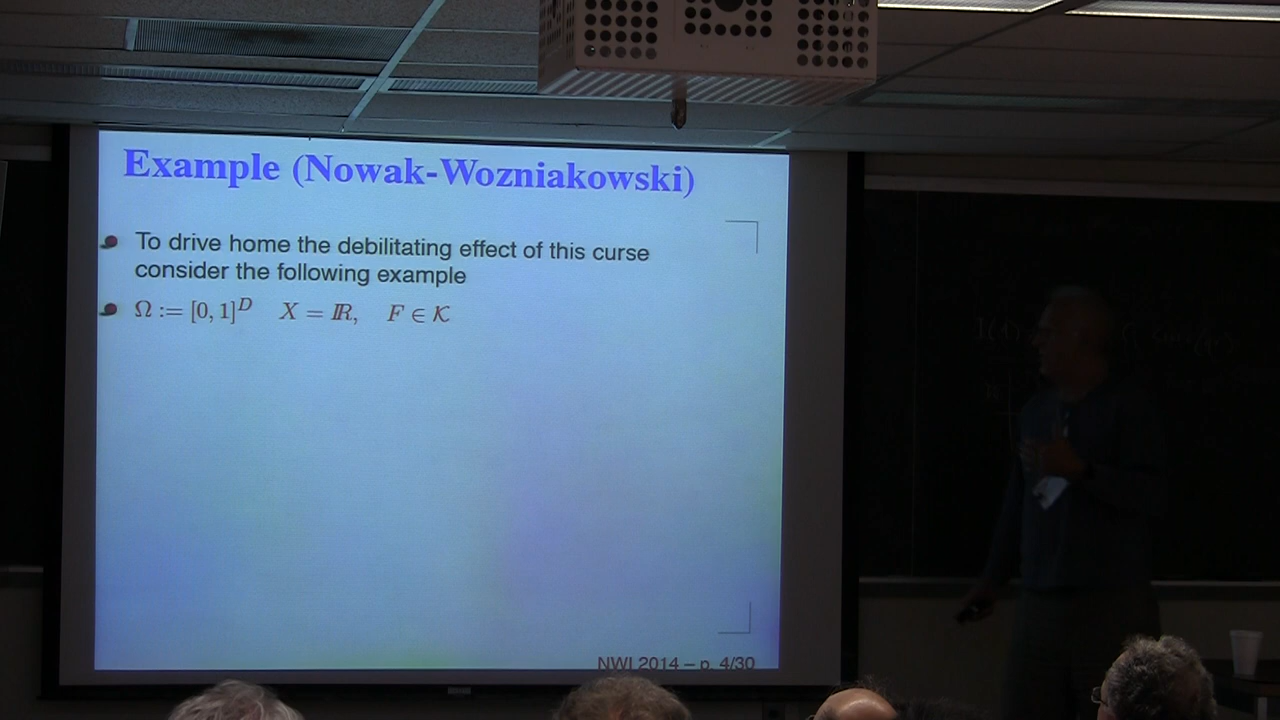 Example (Nowak-Wozniakowski)
To drive home the debilitating effect of this curse
consider the following example
Ω := [0, 1]^D X = ℝ, F ∈ 𝒦
NWI 2014 – p. 4/30